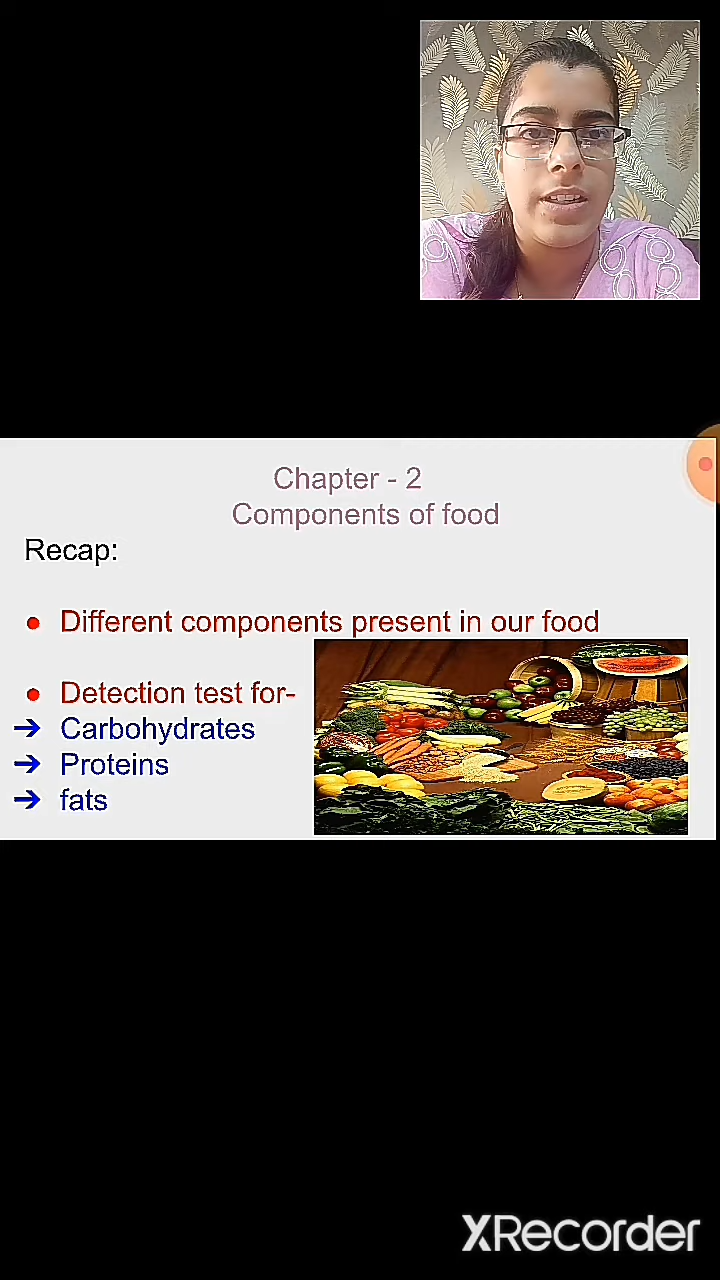 Chapter - 2
Components of food
Recap:
● Different components present in our food
● Detection test for-
➔ Carbohydrates
➔ Proteins
➔ fats
XRecorder